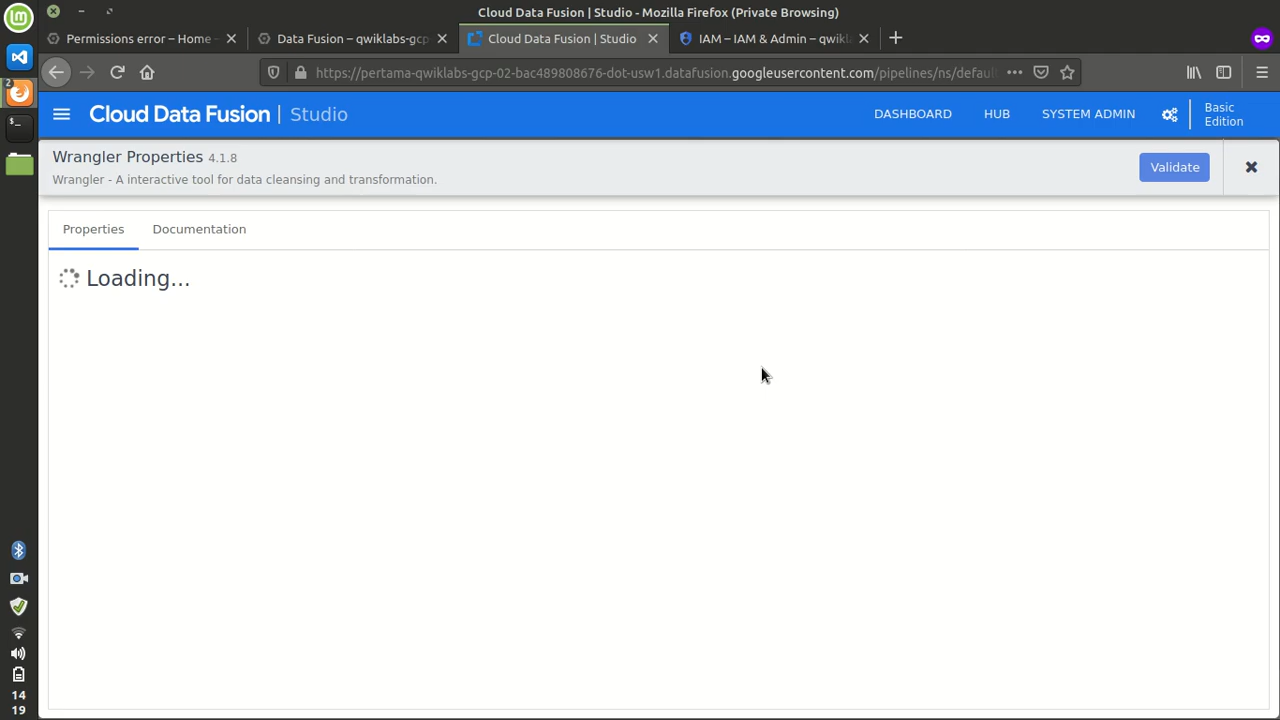 Cloud Data Fusion | Studio - Mozilla Firefox (Private Browsing)
Permissions error – Home –
Data Fusion – qwiklabs-gcp
Cloud Data Fusion | Studio
IAM – IAM & Admin – qwikl
https://pertama-qwiklabs-gcp-02-bac489808676-dot-usw1.datafusion.googleusercontent.com/pipelines/ns/defau
Cloud Data Fusion | Studio
DASHBOARD
HUB
SYSTEM ADMIN
Basic
Edition
Wrangler Properties 4.1.8
Wrangler - A interactive tool for data cleansing and transformation.
Validate
Properties
Documentation
Loading...
2
14
19